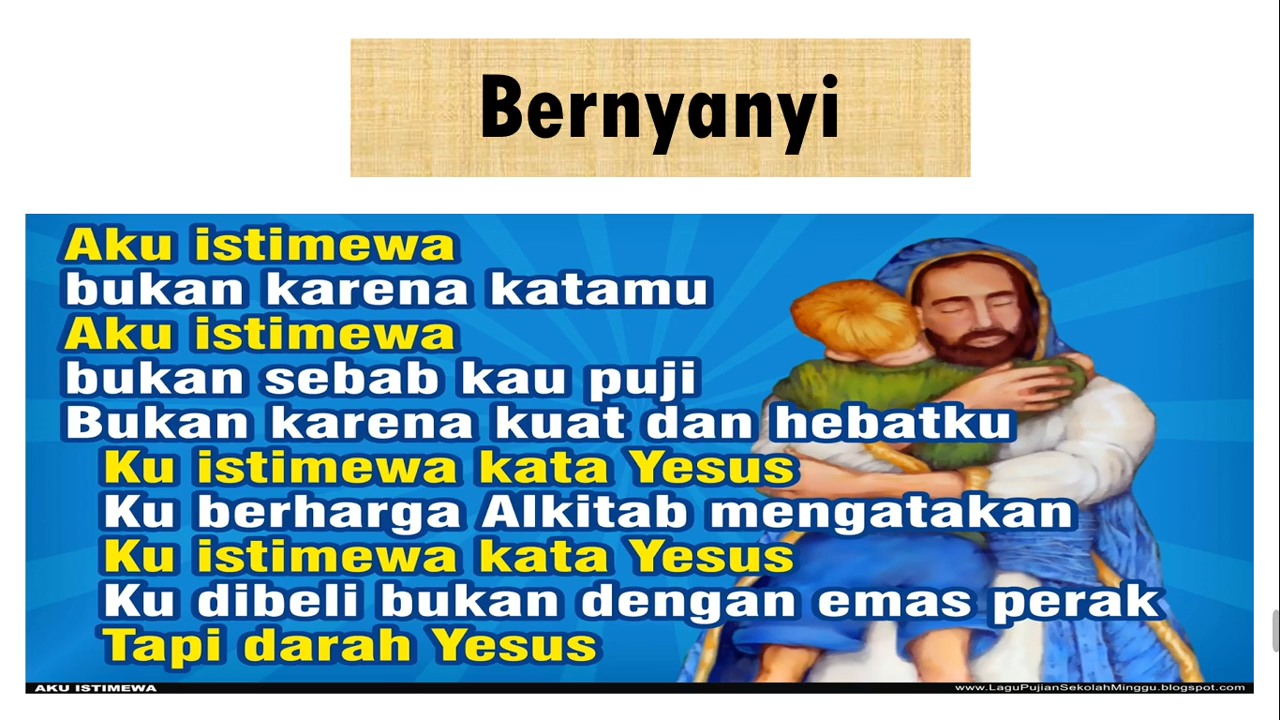 Bernyanyi
Aku istimewa
bukan karena katamu
Aku istimewa
bukan sebab kau puji
Bukan karena kuat dan hebatku
Ku istimewa kata Yesus
Ku berharga Alkitab mengatakan
Ku istimewa kata Yesus
Ku dibeli bukan dengan emas perak
Tapi darah Yesus
AKU ISTIMEWA
www.LaguPujianSekolahMinggu.blogspot.com